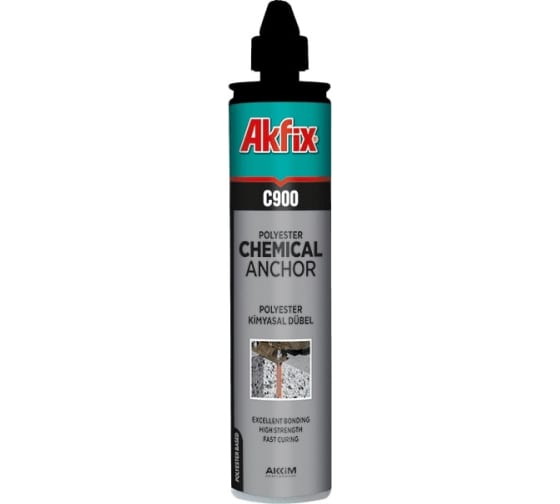 Akfix
C900
POLYESTER
CHEMICAL
ANCHOR
POLYESTER
KİMYASAL DÜBEL
EXCELLENT BONDING
HIGH STRENGTH
FAST CURING
POLYESTER BASED
AKKİM